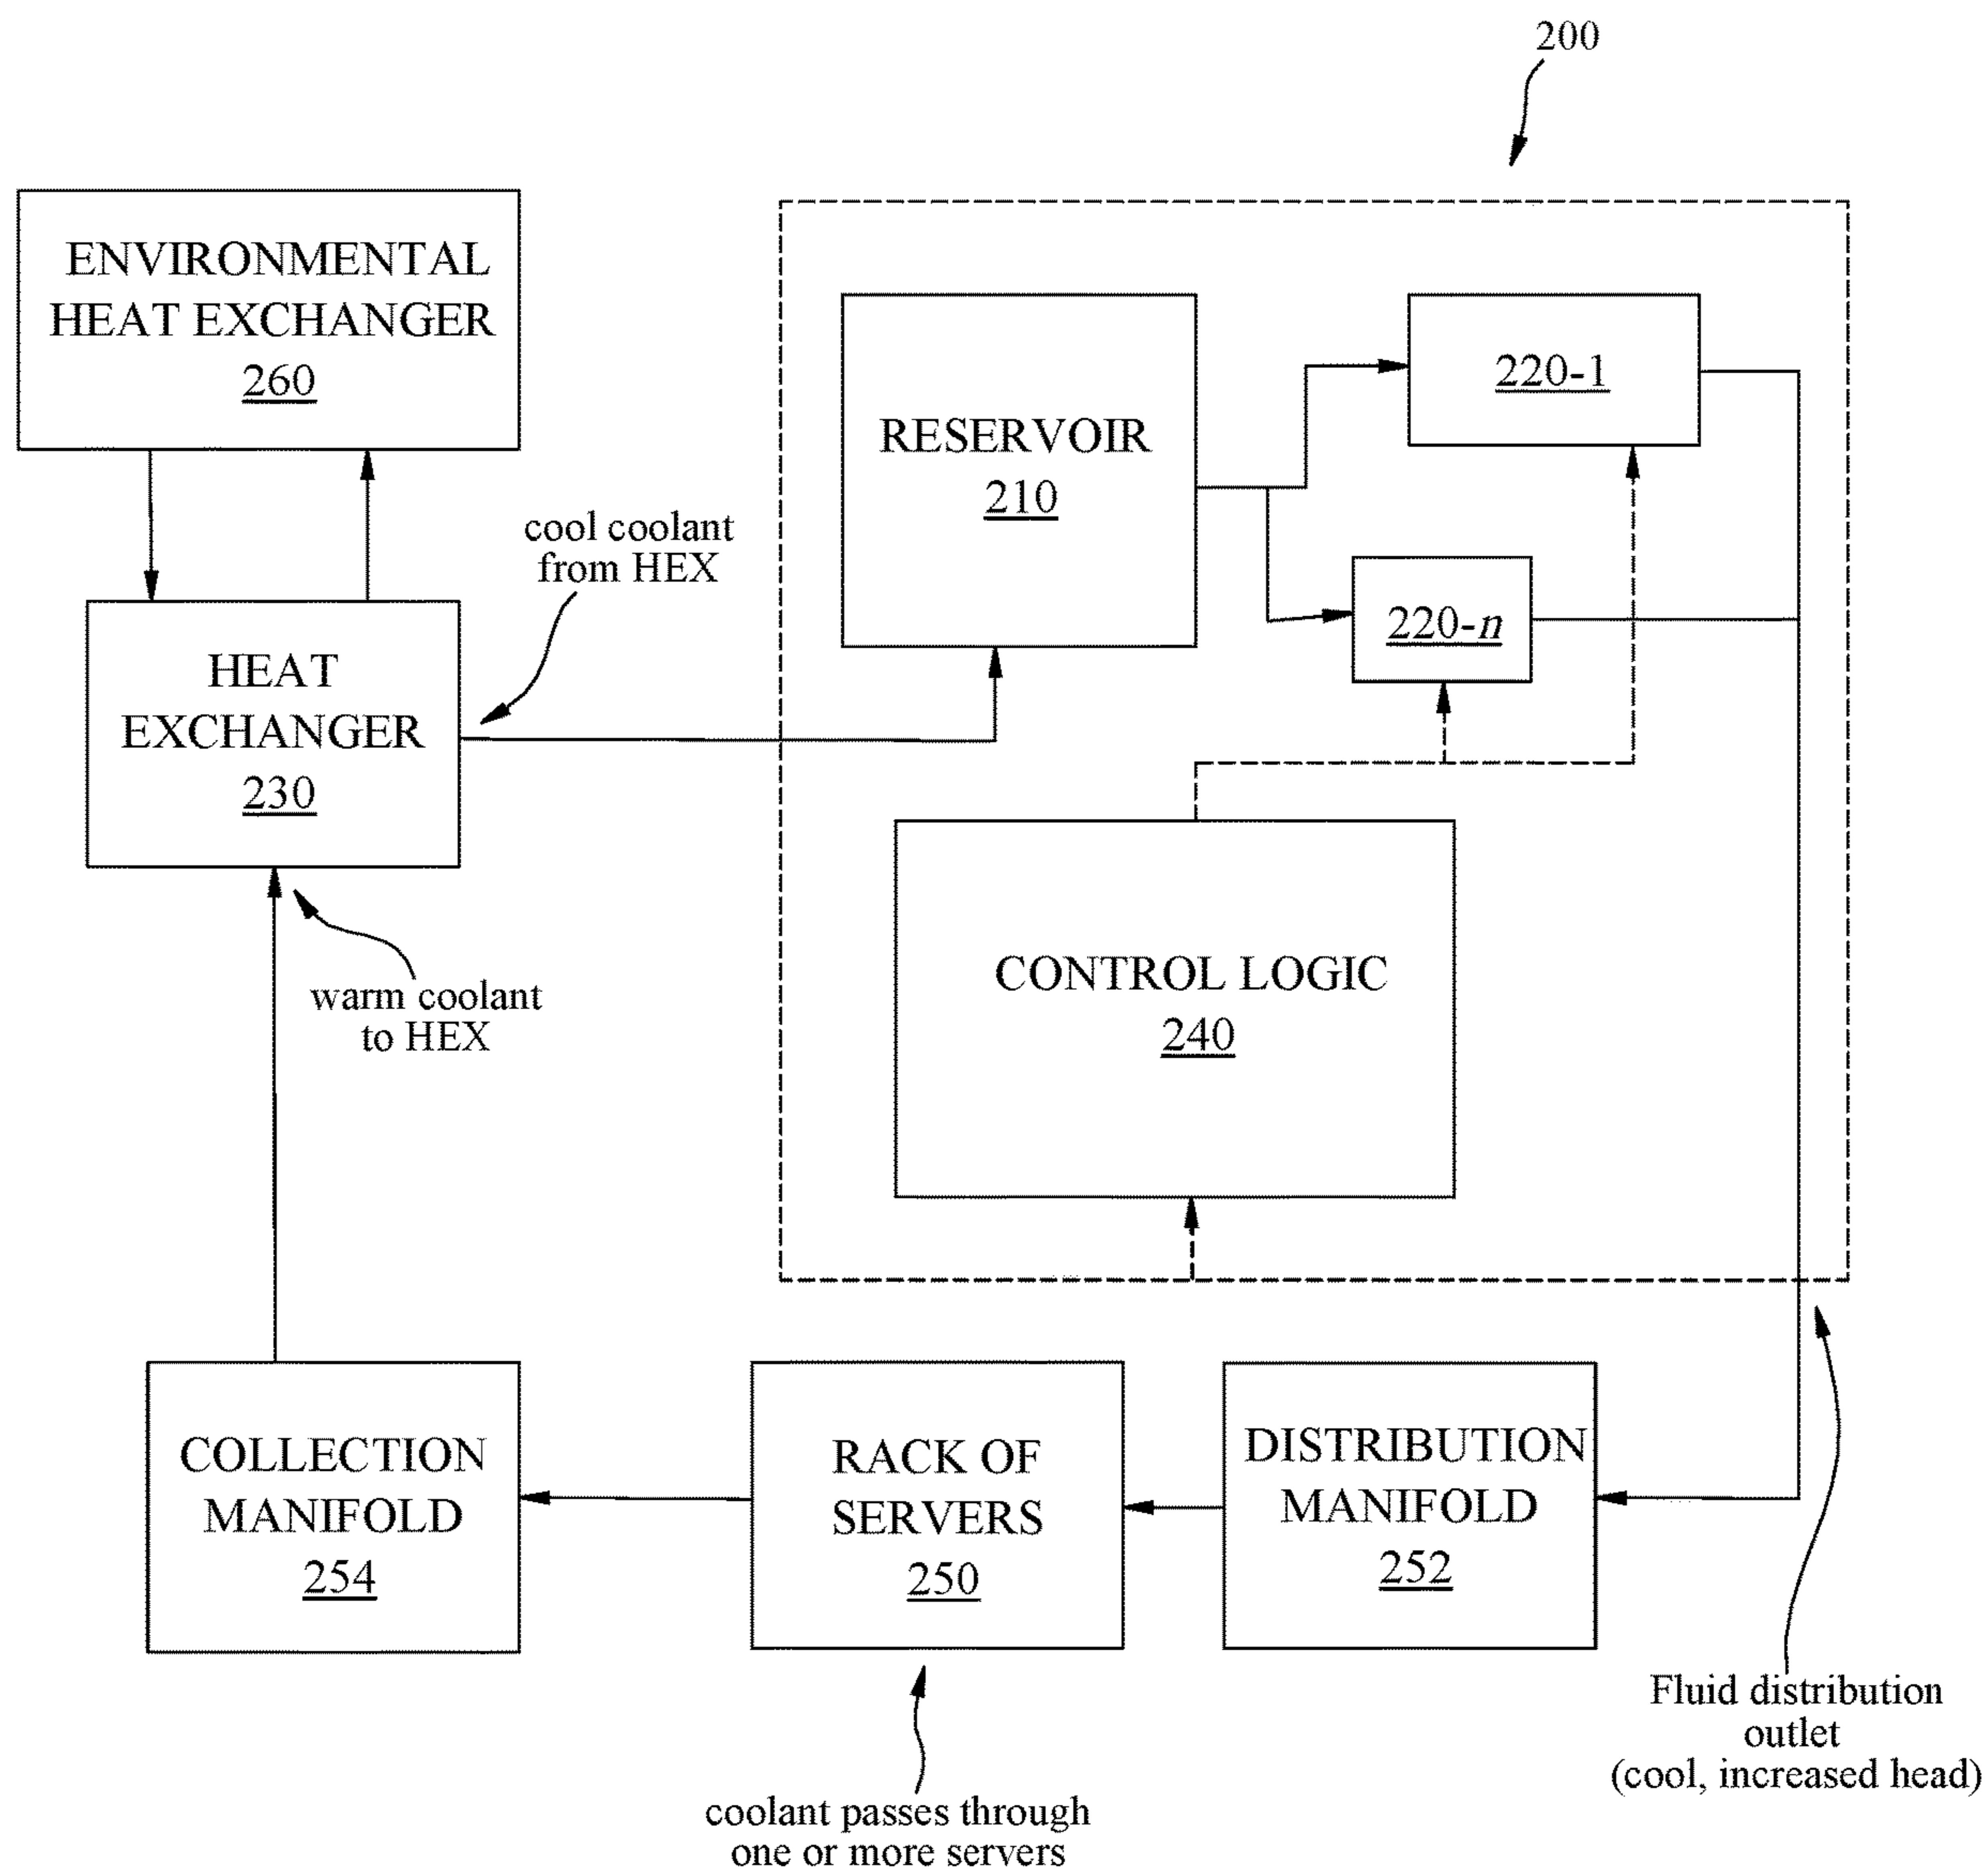 200
ENVIRONMENTAL
HEAT EXCHANGER
260
RESERVOIR
210
220-1
220-n
cool coolant
from HEX
HEAT
EXCHANGER
230
warm coolant
to HEX
CONTROL LOGIC
240
COLLECTION
MANIFOLD
254
RACK OF
SERVERS
250
DISTRIBUTION
MANIFOLD
252
Fluid distribution
outlet
(cool, increased head)
coolant passes through
one or more servers